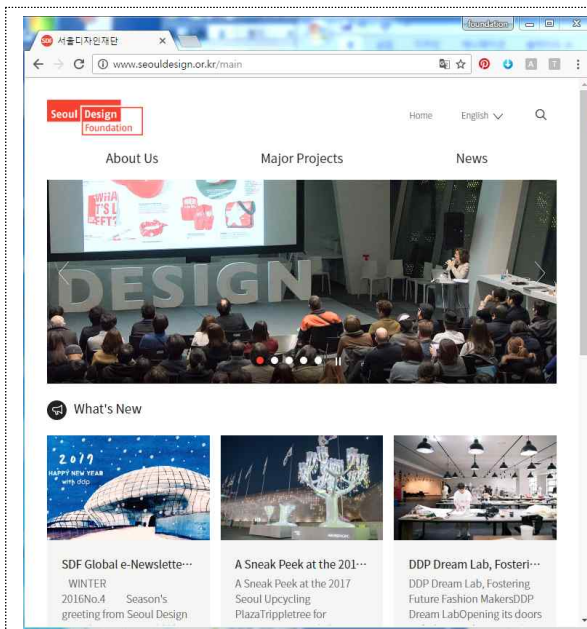 foundation
서울디자인재단
www.seouldesign.or.kr/main
Seoul Design
Foundation
Home English
About Us Major Projects News
WHAT'S LEFT?
DESIGN
What's New
2017
HAPPY NEW YEAR
with ddp
SDF Global e-Newslette…
WINTER
2016No.4 Season's
greeting from Seoul Design
A Sneak Peek at the 201…
A Sneak Peek at the 2017
Seoul Upcycling
PlazaTrippletree for
DDP Dream Lab, Fosteri…
DDP Dream Lab, Fostering
Future Fashion MakersDDP
Dream LabOpening its doors